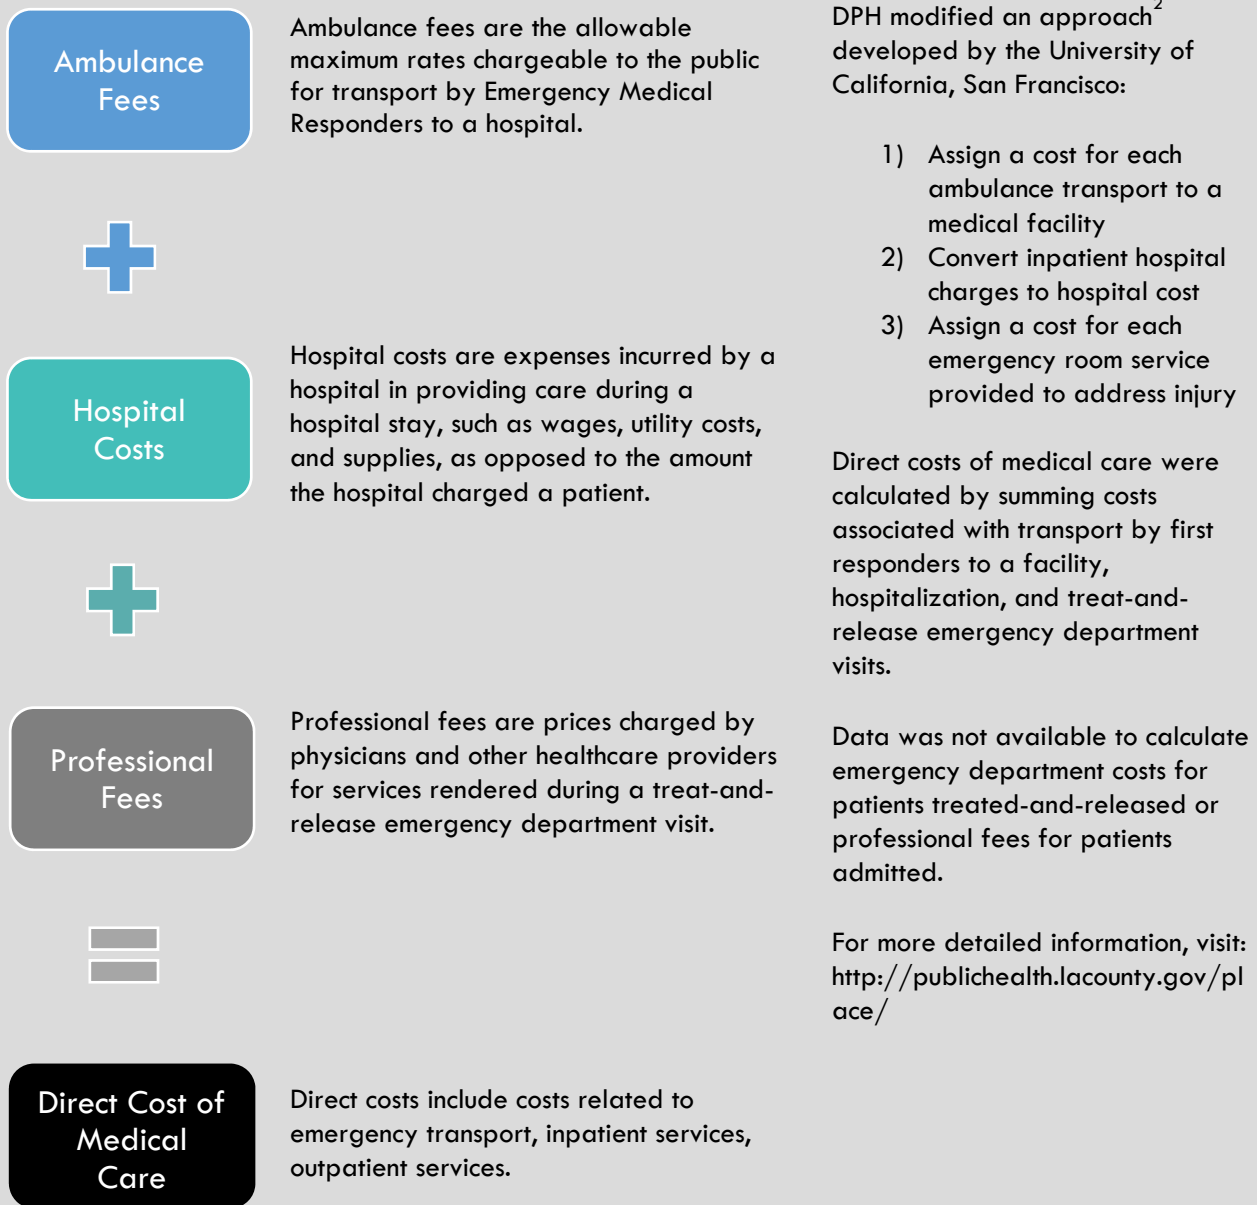 Ambulance
Fees
Ambulance fees are the allowable
maximum rates chargeable to the public
for transport by Emergency Medical
Responders to a hospital.
Hospital
Costs
Hospital costs are expenses incurred by a
hospital in providing care during a
hospital stay, such as wages, utility costs,
and supplies, as opposed to the amount
the hospital charged a patient.
Professional
Fees
Professional fees are prices charged by
physicians and other healthcare providers
for services rendered during a treat-and-
release emergency department visit.
Direct Cost of
Medical
Care
Direct costs include costs related to
emergency transport, inpatient services,
outpatient services.
DPH modified an approach2
developed by the University of
California, San Francisco:
1) Assign a cost for each
ambulance transport to a
medical facility
2) Convert inpatient hospital
charges to hospital cost
3) Assign a cost for each
emergency room service
provided to address injury
Direct costs of medical care were
calculated by summing costs
associated with transport by first
responders to a facility,
hospitalization, and treat-and-
release emergency department
visits.
Data was not available to calculate
emergency department costs for
patients treated-and-released or
professional fees for patients
admitted.
For more detailed information, visit:
http://publichealth.lacounty.gov/pl
ace/